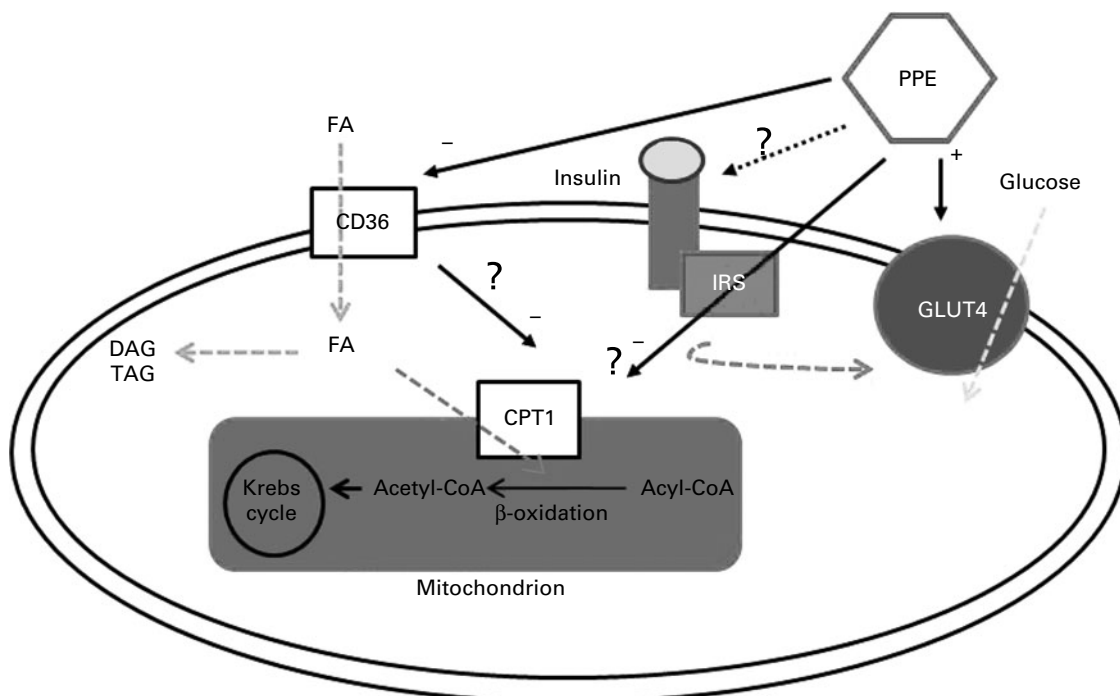 PPE
FA
–
?
+
Insulin
Glucose
CD36
?
IRS
GLUT4
–
–
DAG
TAG
FA
?
CPT1
Krebs
cycle
Acetyl-CoA
Acyl-CoA
β-oxidation
Mitochondrion